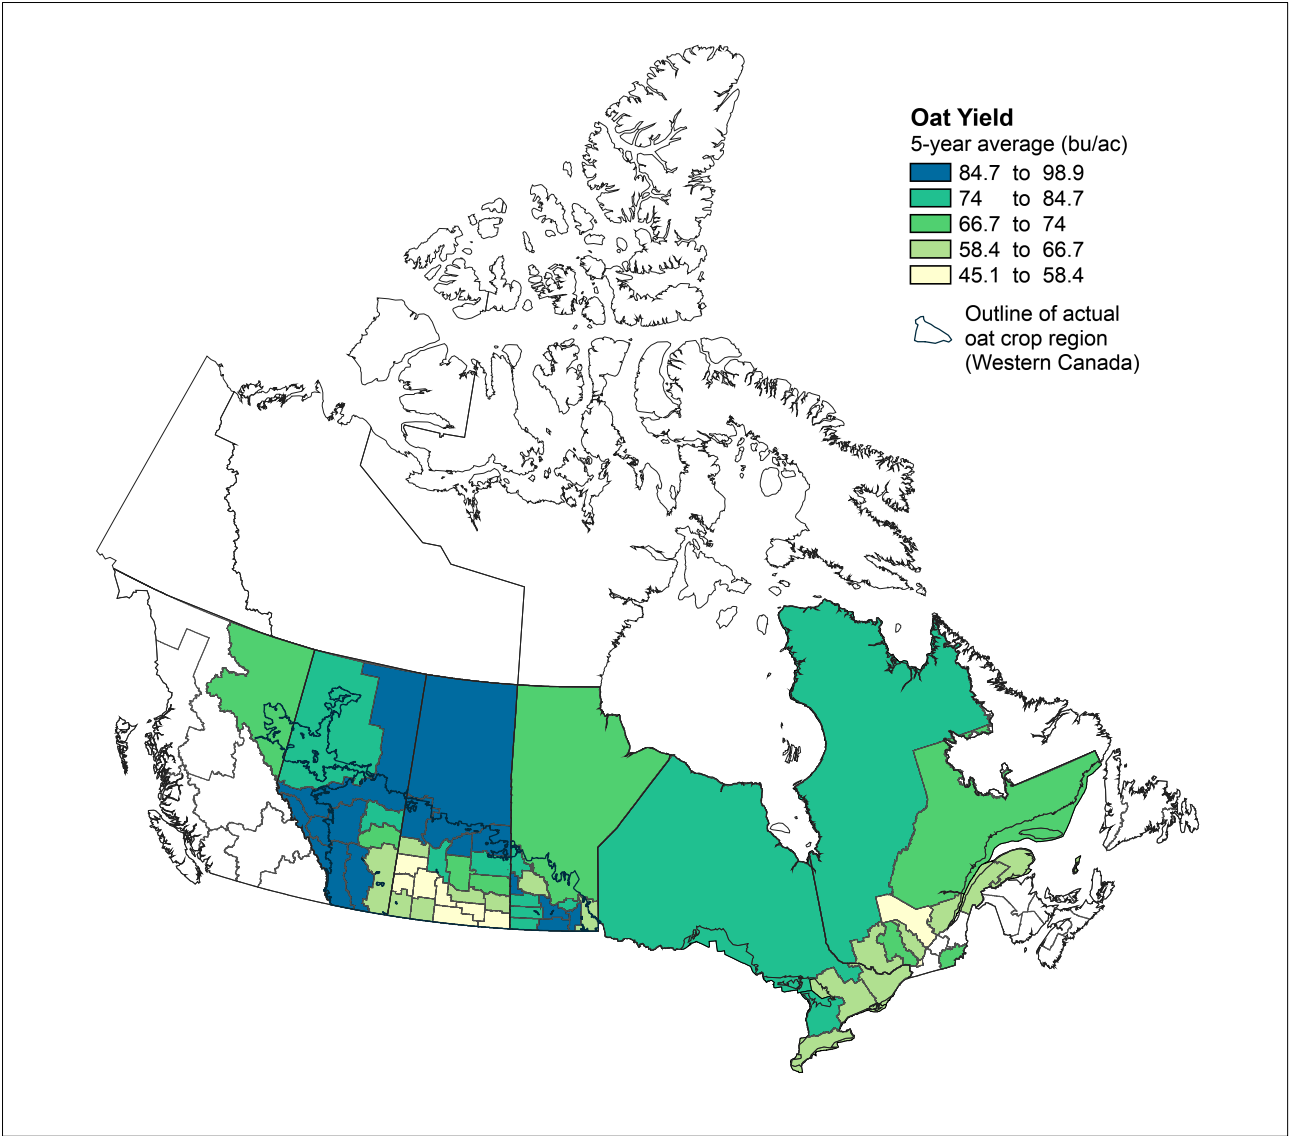 Oat Yield
5-year average (bu/ac)
84.7 to 98.9
74 to 84.7
66.7 to 74
58.4 to 66.7
45.1 to 58.4
Outline of actual
oat crop region
(Western Canada)